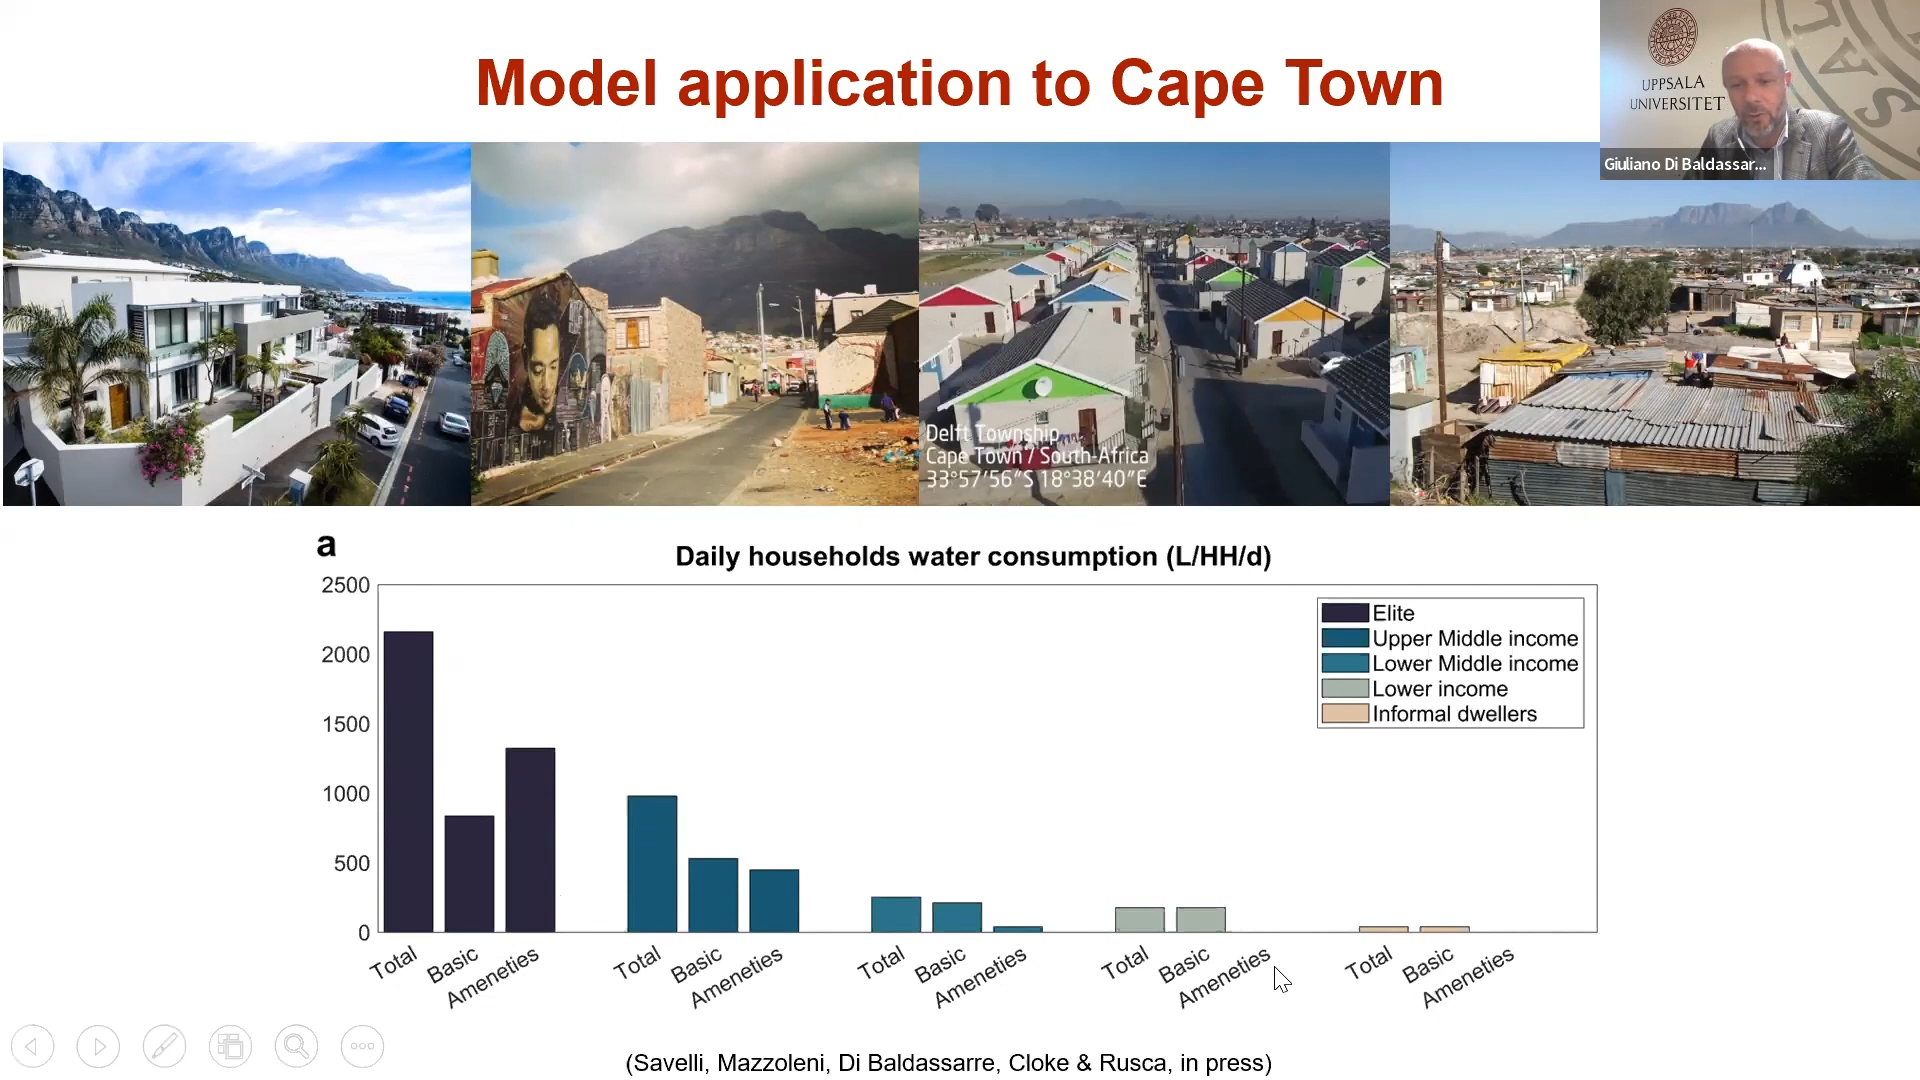 Model application to Cape Town
UPPSALA
UNIVERSITET
Giuliano Di Baldassar...
Delft Township
Cape Town / South-Africa
33°57'56"S 18°38'40"E
a
Daily households water consumption (L/HH/d)
2500
2000
1500
1000
500
0
Elite
Upper Middle income
Lower Middle income
Lower income
Informal dwellers
Total
Basic
Ameneties
Total
Basic
Ameneties
Total
Basic
Ameneties
Total
Basic
Ameneties
Total
Basic
Ameneties
(Savelli, Mazzoleni, Di Baldassarre, Cloke & Rusca, in press)